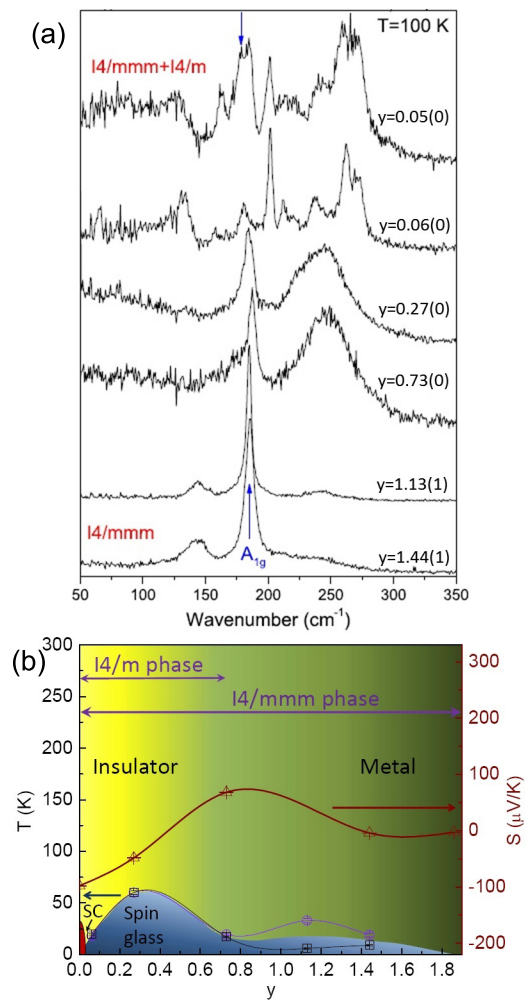 (a)
T=100 K
I4/mmm+I4/m
y=0.05(0)
y=0.06(0)
y=0.27(0)
y=0.73(0)
y=1.13(1)
I4/mmm
A1g
y=1.44(1)
50 100 150 200 250 300 350
Wavenumber (cm-1)
(b)
300
250
200
150
100
50
0
T (K)
I4/m phase
I4/mmm phase
Insulator
Metal
SC
Spin
glass
300
200
100
0
-100
-200
S (μV/K)
0.0 0.2 0.4 0.6 0.8 1.0 1.2 1.4 1.6 1.8
y